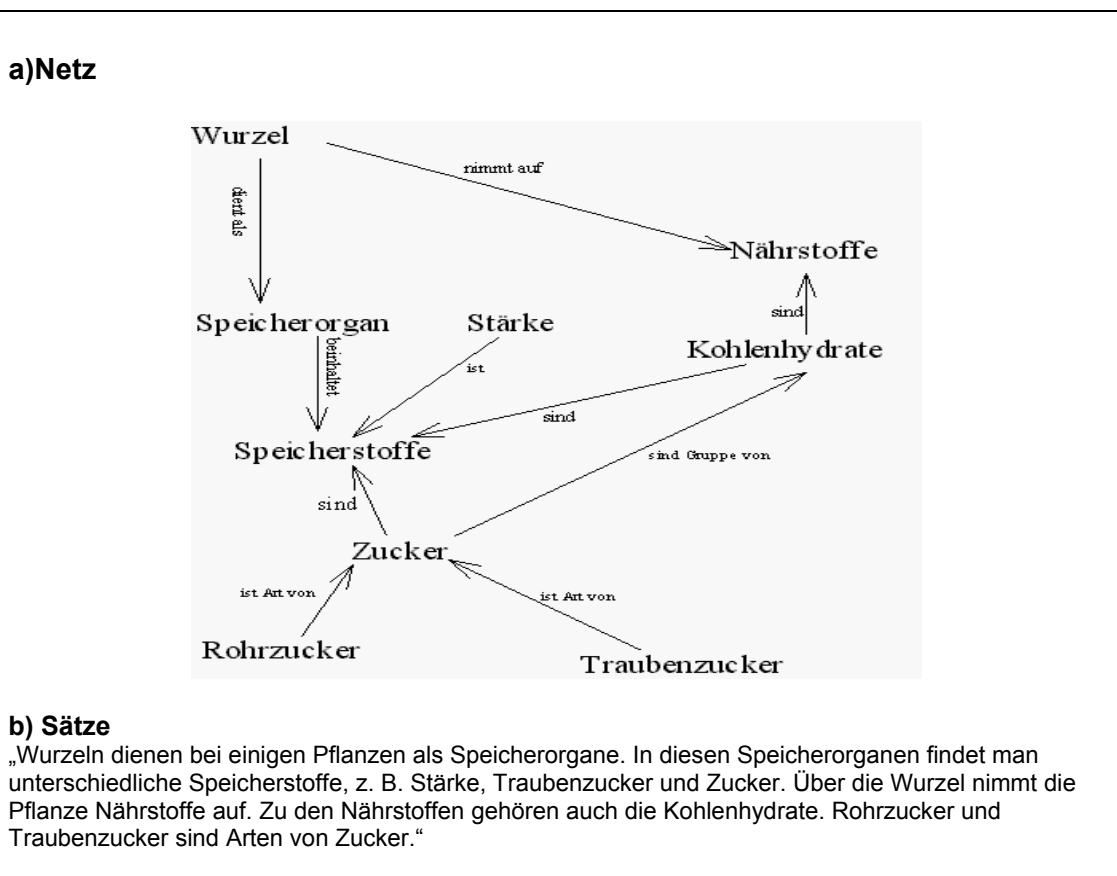 a)Netz
Wurzel
nimmt auf
dient als
Nährstoffe
sind
Speicherorgan
Stärke
Kohlenhydrate
beinhaltet
ist
sind
Speicherstoffe
sind Gruppe von
sind
Zucker
ist Art von
ist Art von
Rohrzucker
Traubenzucker
b) Sätze
„Wurzeln dienen bei einigen Pflanzen als Speicherorgane. In diesen Speicherorganen findet man
unterschiedliche Speicherstoffe, z. B. Stärke, Traubenzucker und Zucker. Über die Wurzel nimmt die
Pflanze Nährstoffe auf. Zu den Nährstoffen gehören auch die Kohlenhydrate. Rohrzucker und
Traubenzucker sind Arten von Zucker.“